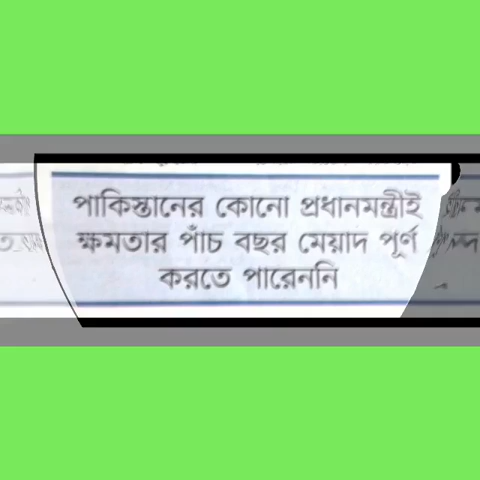 পাকিস্তানের কোনো প্রধানমন্ত্রীই
ক্ষমতার পাঁচ বছর মেয়াদ পূর্ণ
করতে পারেননি